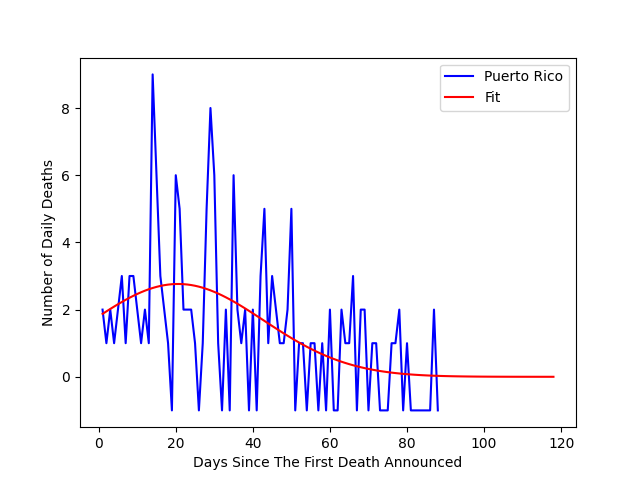 Puerto Rico
Fit
8
6
4
2
0
Number of Daily Deaths
0 20 40 60 80 100 120
Days Since The First Death Announced